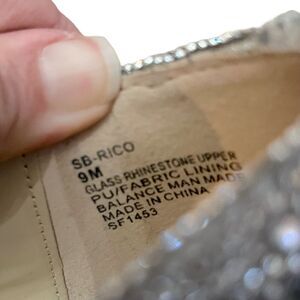 SB-RICO
9M
GLASS RHINESTONE UPPER
PU/FABRIC LINING
BALANCE MAN MADE
MADE IN CHINA
SF1453